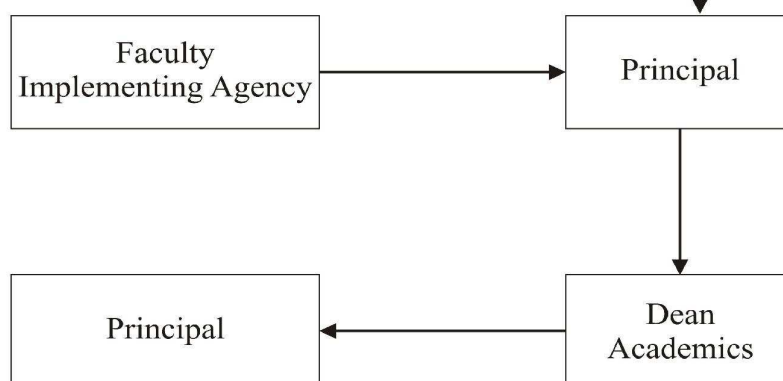 Faculty
Implementing Agency
Principal
Principal
Dean
Academics